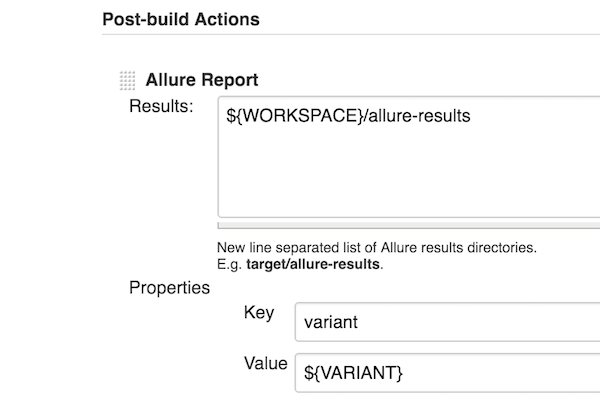 Post-build Actions
Allure Report
Results:
${WORKSPACE}/allure-results
New line separated list of Allure results directories.
E.g. target/allure-results.
Properties
Key
variant
Value
${VARIANT}